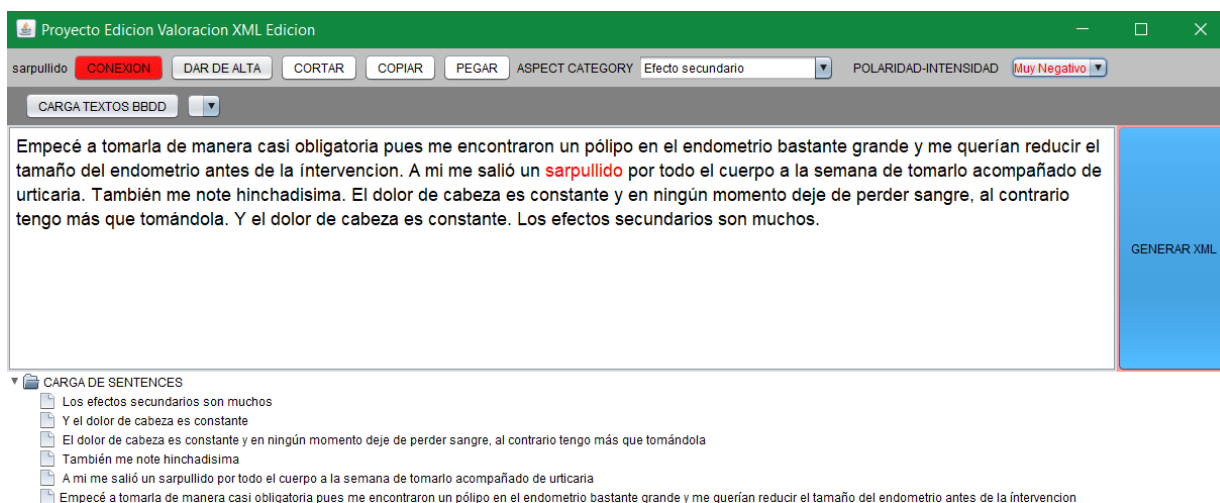 Proyecto Edicion Valoracion XML Edicion
sarpullido CONEXION DAR DE ALTA CORTAR COPIAR PEGAR ASPECT CATEGORY Efecto secundario POLARIDAD-INTENSIDAD Muy Negativo
CARGA TEXTOS BBDD
Empecé a tomarla de manera casi obligatoria pues me encontraron un pólipo en el endometrio bastante grande y me querían reducir el
tamaño del endometrio antes de la íntervencion. A mi me salió un sarpullido por todo el cuerpo a la semana de tomarlo acompañado de
urticaria. También me note hinchadisima. El dolor de cabeza es constante y en ningún momento deje de perder sangre, al contrario
tengo más que tomándola. Y el dolor de cabeza es constante. Los efectos secundarios son muchos.
GENERAR XML
CARGA DE SENTENCES
Los efectos secundarios son muchos
Y el dolor de cabeza es constante
El dolor de cabeza es constante y en ningún momento deje de perder sangre, al contrario tengo más que tomándola
También me note hinchadisima
A mi me salió un sarpullido por todo el cuerpo a la semana de tomarlo acompañado de urticaria
Empecé a tomarla de manera casi obligatoria pues me encontraron un pólipo en el endometrio bastante grande y me querían reducir el tamaño del endometrio antes de la íntervencion